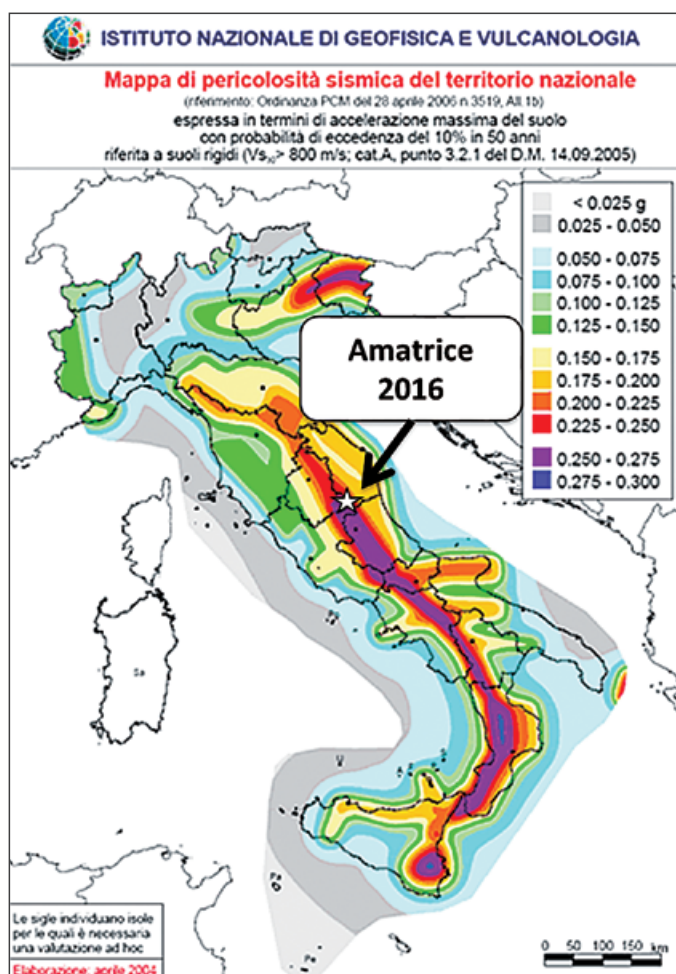 ISTITUTO NAZIONALE DI GEOFISICA E VULCANOLOGIA
Mappa di pericolosità sismica del territorio nazionale
(riferimento: Ordinanza PCM del 28 aprile 2006 n.3519, All.1b)
espressa in termini di accelerazione massima del suolo
con probabilità di eccedenza del 10% in 50 anni
riferita a suoli rigidi (Vs₃₀> 800 m/s; cat.A, punto 3.2.1 del D.M. 14.09.2005)
< 0.025 g
0.025 - 0.050
0.050 - 0.075
0.075 - 0.100
0.100 - 0.125
0.125 - 0.150
0.150 - 0.175
0.175 - 0.200
0.200 - 0.225
0.225 - 0.250
0.250 - 0.275
0.275 - 0.300
Amatrice
2016
Le sigle individuano isole
per le quali è necessaria
una valutazione ad hoc
Elaborazione: aprile 2004
0 50 100 150 km